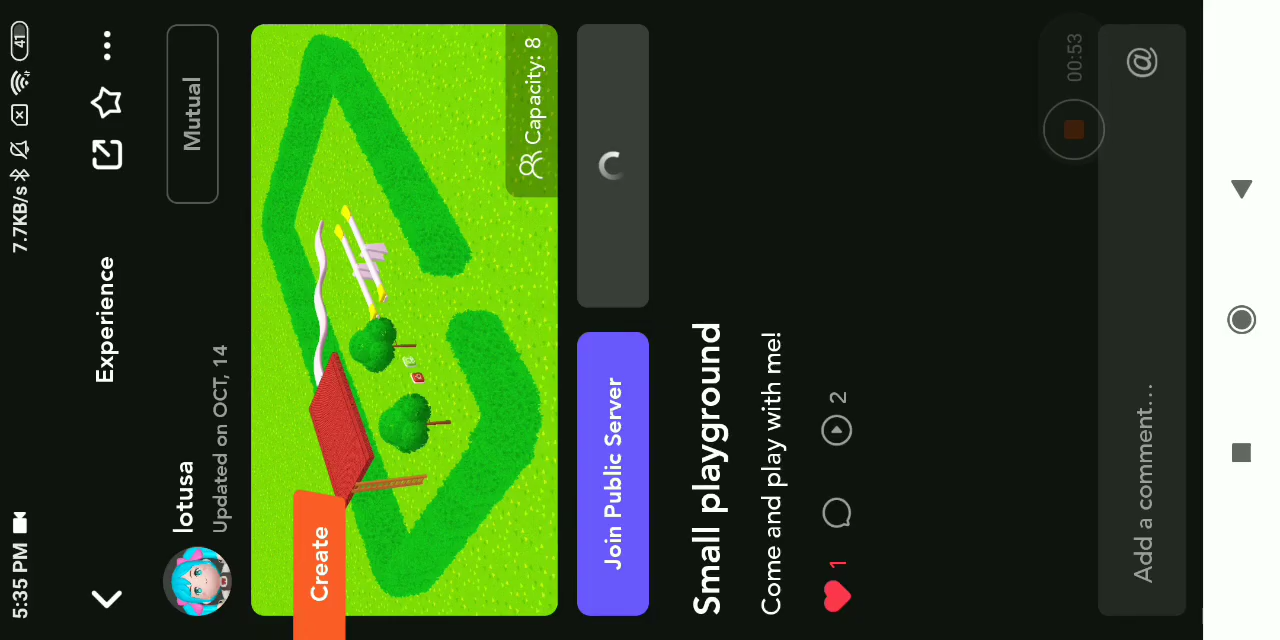 5:35 PM
7.7KB/s
41
Experience
lotusa
Updated on OCT, 14
Mutual
Create
Capacity: 8
Join Public Server
Small playground
Come and play with me!
1
2
00:53
Add a comment...
@